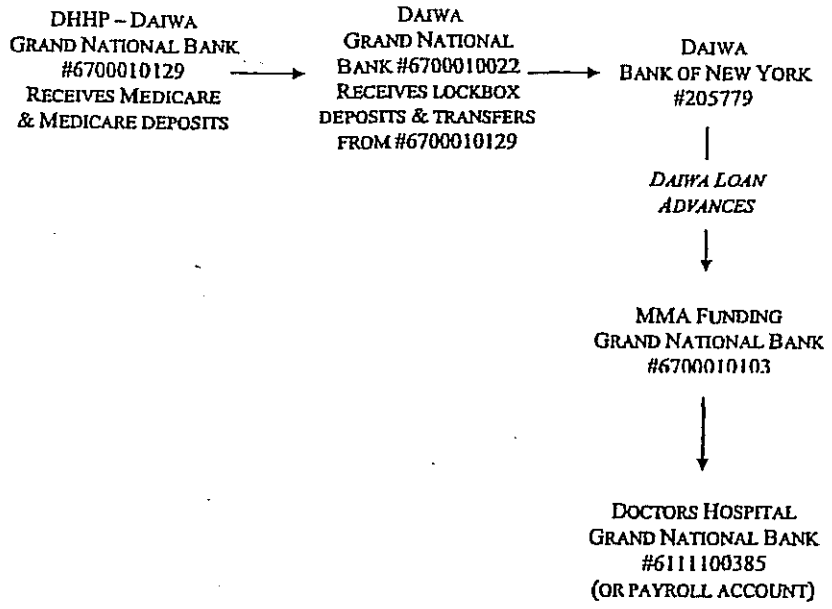 DHHP – DAIWA
GRAND NATIONAL BANK
#6700010129
RECEIVES MEDICARE
& MEDICARE DEPOSITS
DAIWA
GRAND NATIONAL
BANK #6700010022
RECEIVES LOCKBOX
DEPOSITS & TRANSFERS
FROM #6700010129
DAIWA
BANK OF NEW YORK
#205779
DAIWA LOAN
ADVANCES
MMA FUNDING
GRAND NATIONAL BANK
#6700010103
DOCTORS HOSPITAL
GRAND NATIONAL BANK
#6111100385
(OR PAYROLL ACCOUNT)